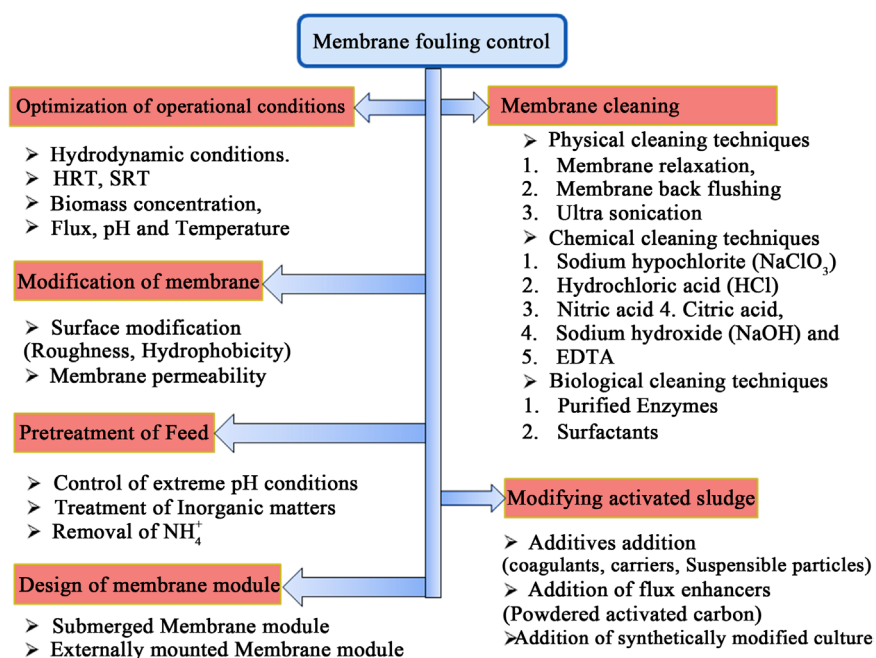 Membrane fouling control
Optimization of operational conditions
➢ Hydrodynamic conditions.
➢ HRT, SRT
➢ Biomass concentration,
➢ Flux, pH and Temperature
Modification of membrane
➢ Surface modification
(Roughness, Hydrophobicity)
➢ Membrane permeability
Pretreatment of Feed
➢ Control of extreme pH conditions
➢ Treatment of Inorganic matters
➢ Removal of NH₄⁺
Design of membrane module
➢ Submerged Membrane module
➢ Externally mounted Membrane module
Membrane cleaning
➢ Physical cleaning techniques
1. Membrane relaxation,
2. Membrane back flushing
3. Ultra sonication
➢ Chemical cleaning techniques
1. Sodium hypochlorite (NaClO₃)
2. Hydrochloric acid (HCl)
3. Nitric acid 4. Citric acid,
4. Sodium hydroxide (NaOH) and
5. EDTA
➢ Biological cleaning techniques
1. Purified Enzymes
2. Surfactants
Modifying activated sludge
➢ Additives addition
(coagulants, carriers, Suspensible particles)
➢ Addition of flux enhancers
(Powdered activated carbon)
➢Addition of synthetically modified culture